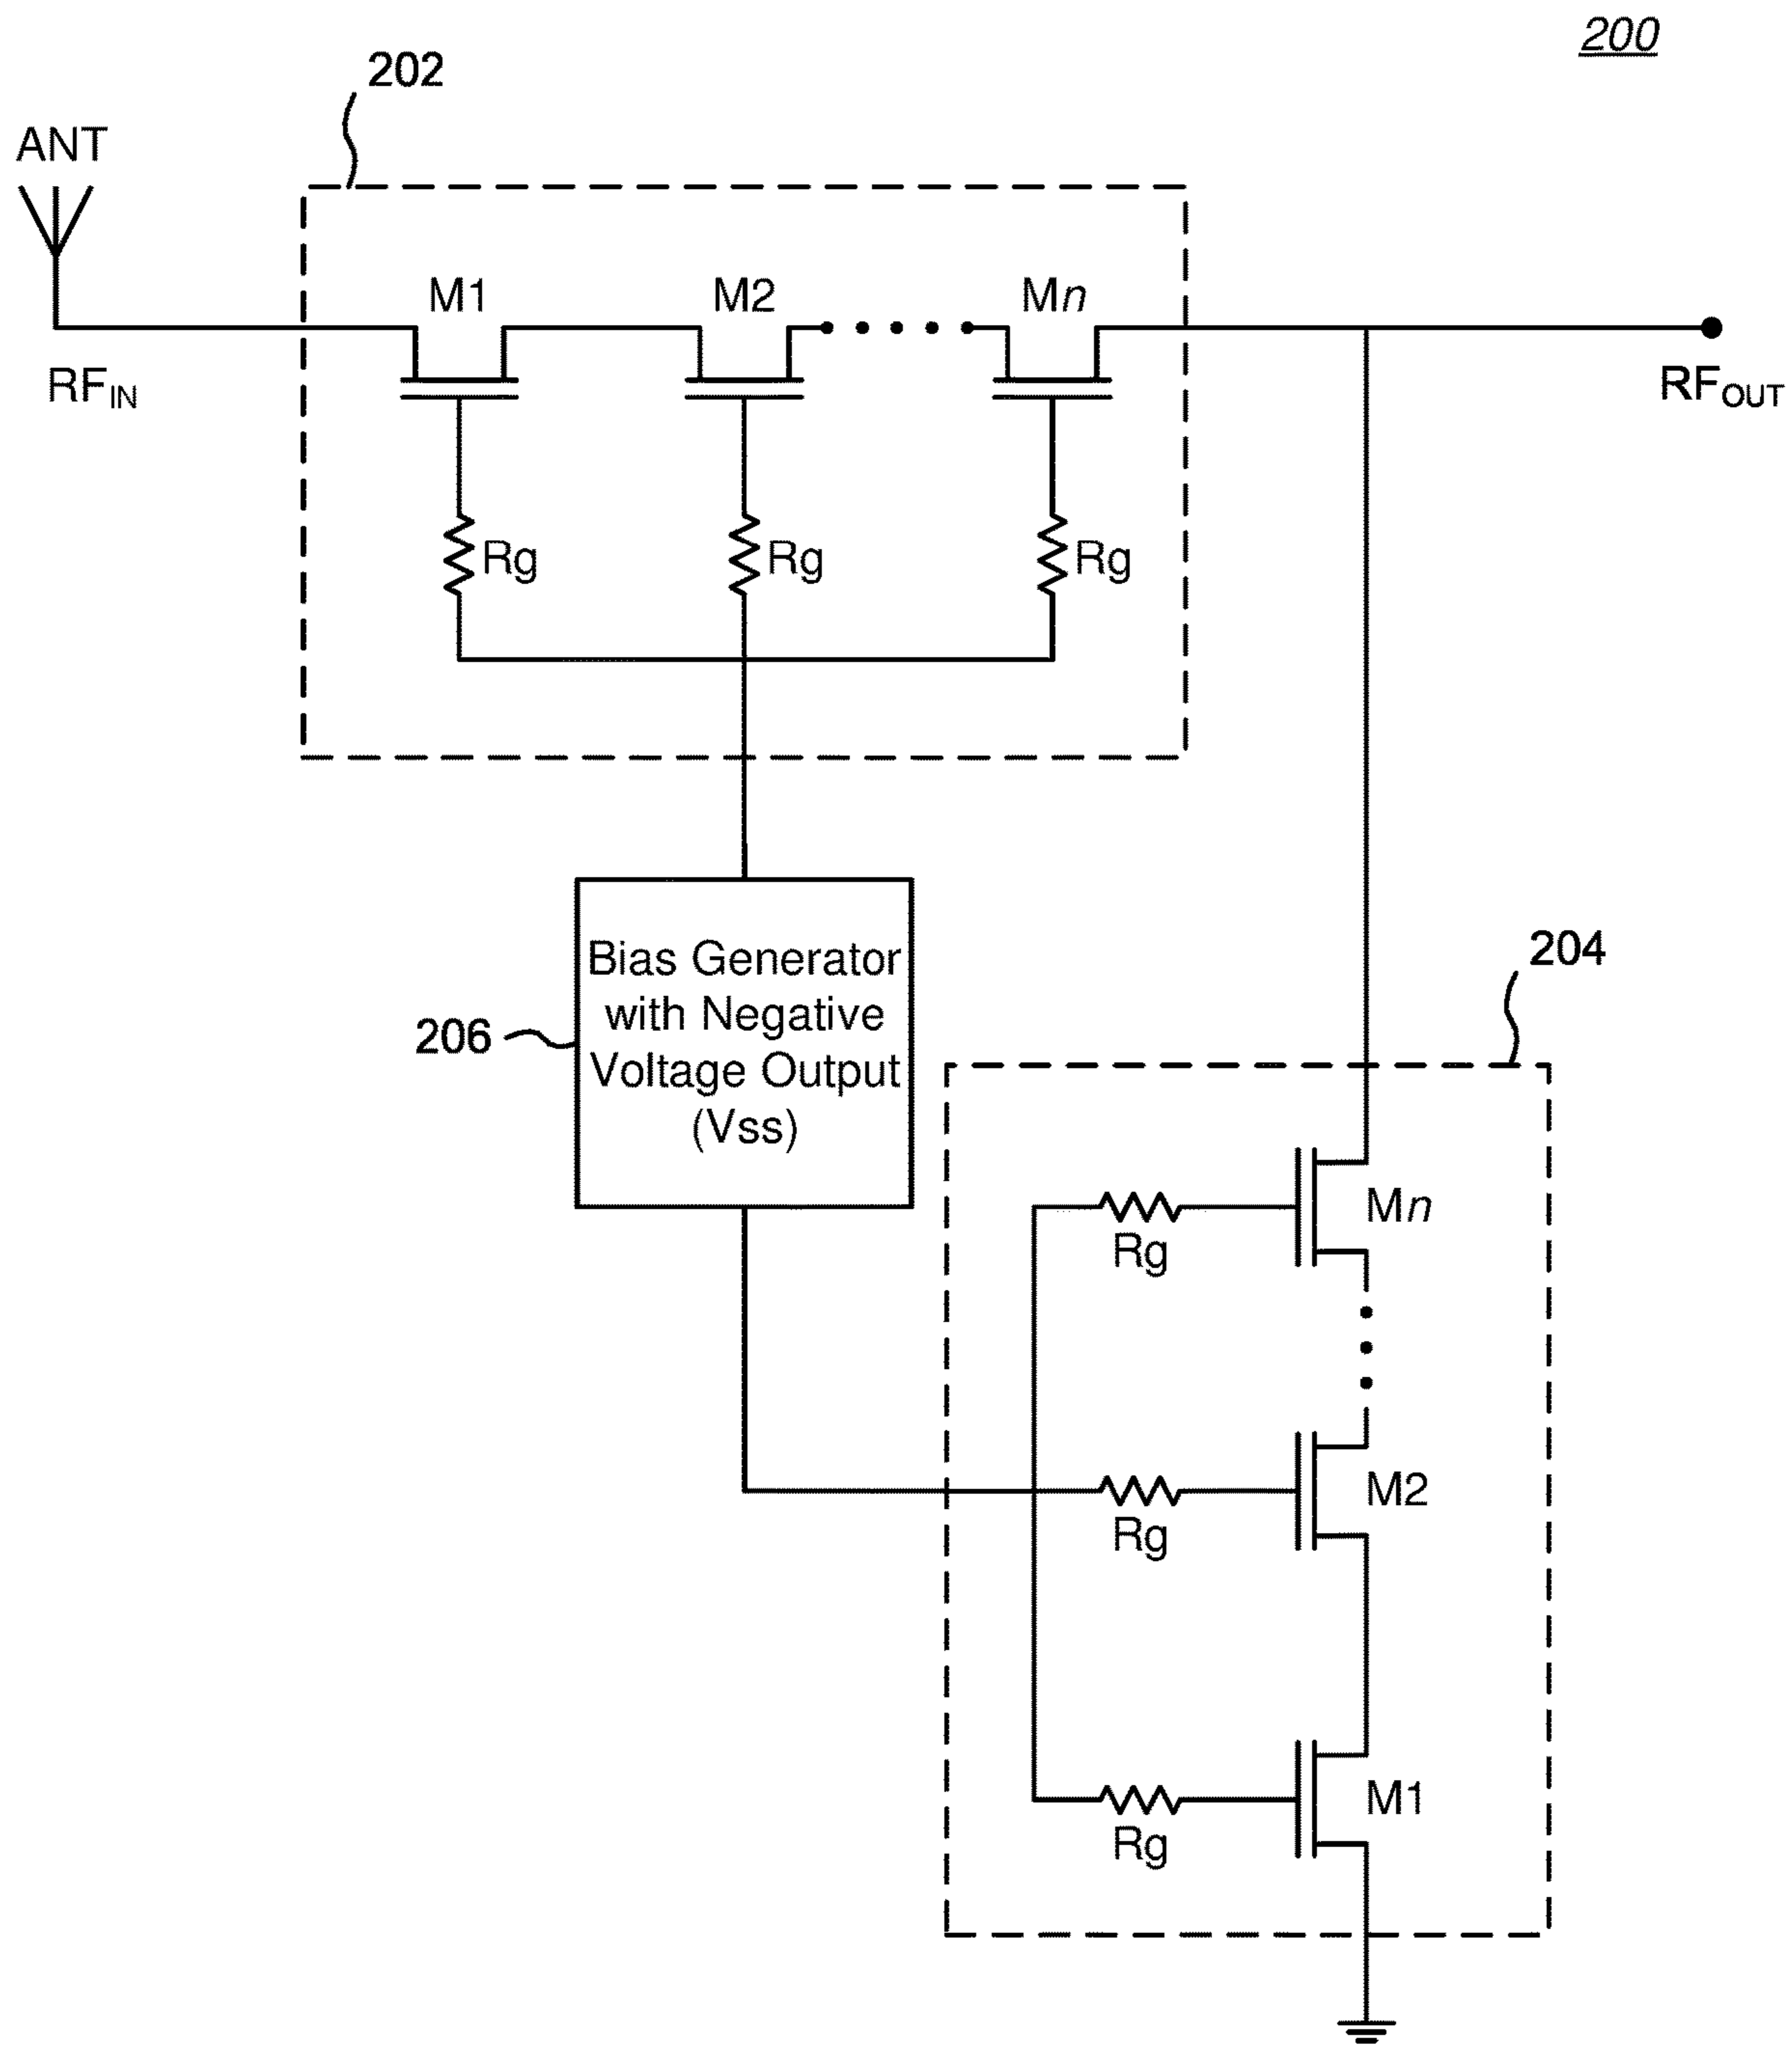 200
202
ANT
M1
M2
Mn
RFIN
RFOUT
Rg
Rg
Rg
Bias Generator
with Negative
Voltage Output
(Vss)
206
204
Mn
Rg
M2
Rg
M1
Rg